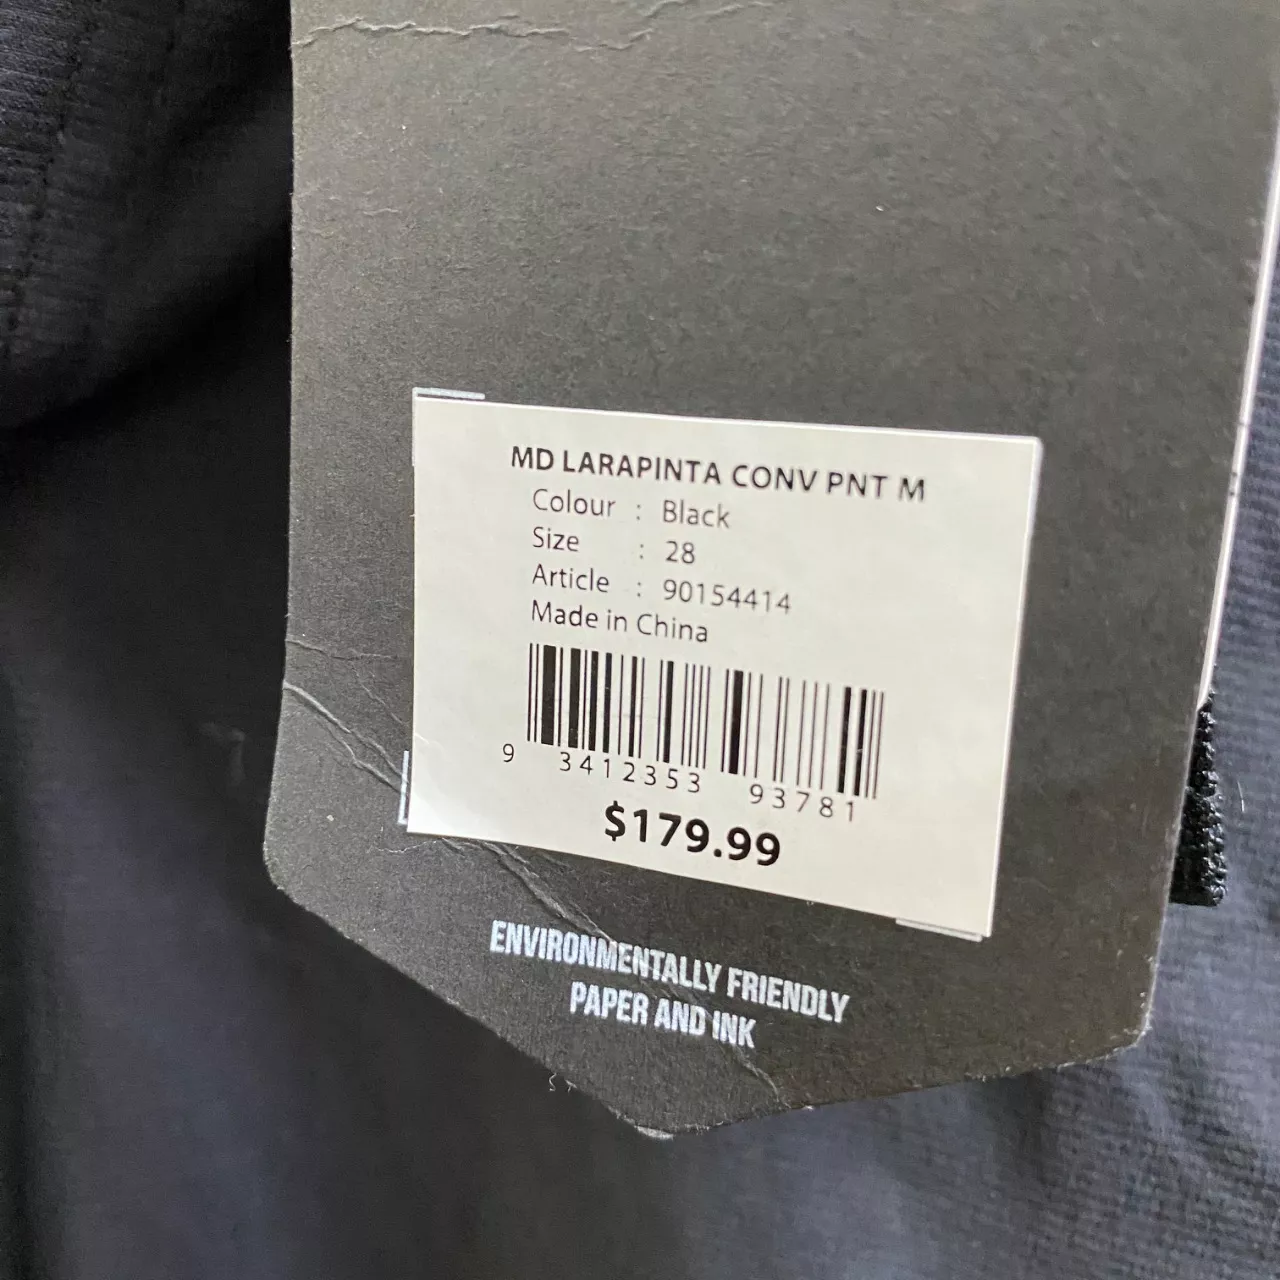 MD LARAPINTA CONV PNT M
Colour : Black
Size : 28
Article : 90154414
Made in China
9 3412353 93781
$179.99
ENVIRONMENTALLY FRIENDLY
PAPER AND INK